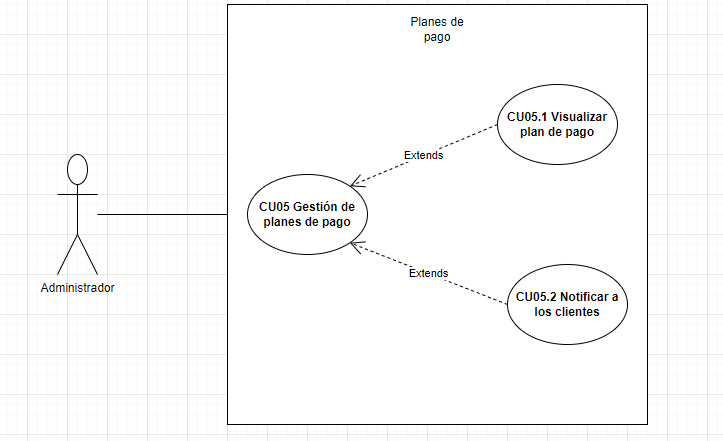 Planes de
pago
CU05.1 Visualizar
plan de pago
Extends
CU05 Gestión de
planes de pago
Extends
CU05.2 Notificar a
los clientes
Administrador